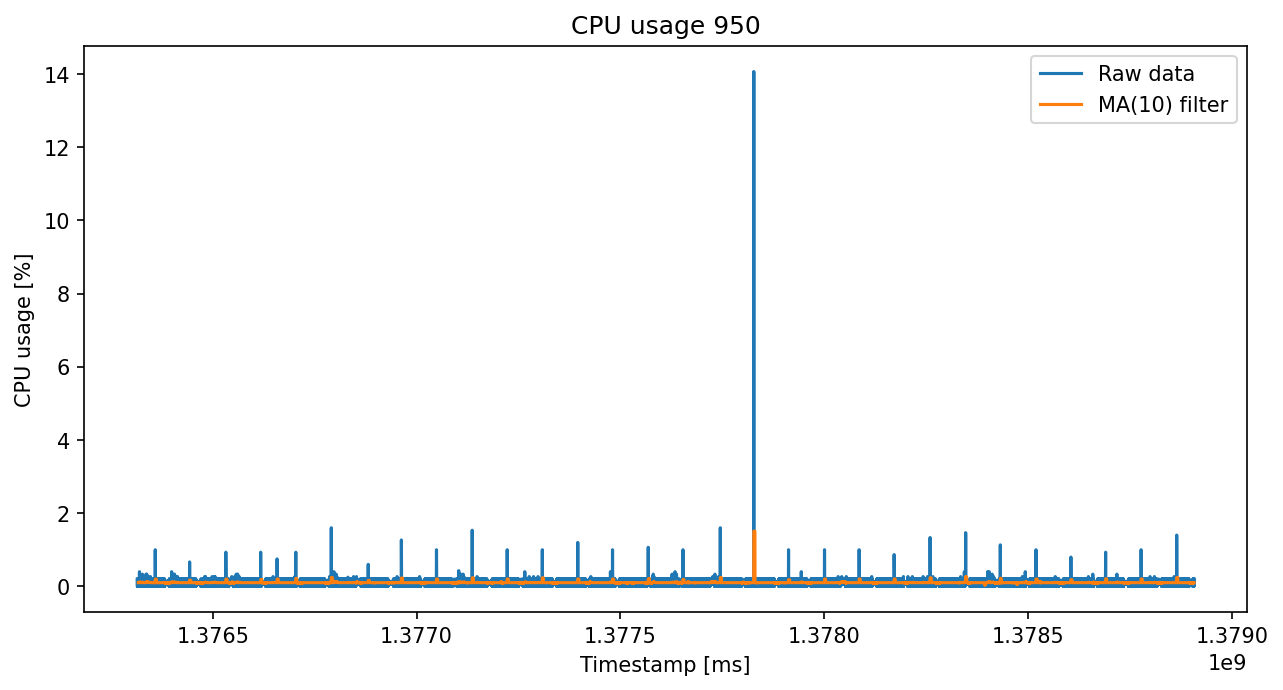 CPU usage 950
Raw data
MA(10) filter
CPU usage [%]
14
12
10
8
6
4
2
0
1.3765 1.3770 1.3775 1.3780 1.3785 1.3790
1e9
Timestamp [ms]